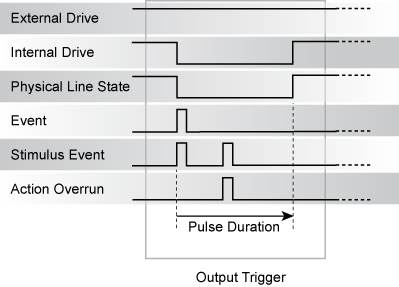 External Drive
Internal Drive
Physical Line State
Event
Stimulus Event
Action Overrun
Pulse Duration
Output Trigger